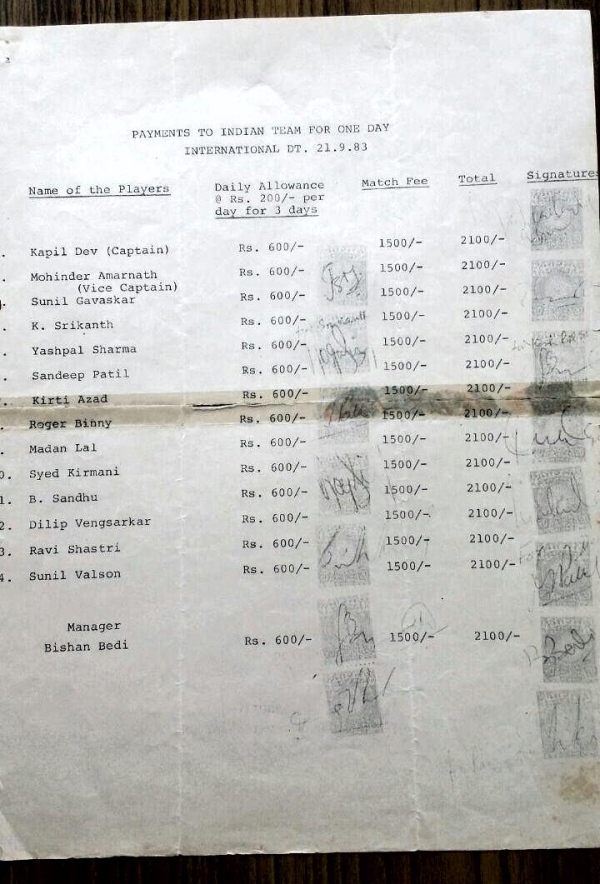 PAYMENTS TO INDIAN TEAM FOR ONE DAY
INTERNATIONAL DT. 21.9.83
Name of the Players Daily Allowance @ Rs. 200/- per day for 3 days Match Fee Total Signatures
. Kapil Dev (Captain) Rs. 600/- 1500/- 2100/-
. Mohinder Amarnath Rs. 600/- 1500/- 2100/-
(Vice Captain)
. Sunil Gavaskar Rs. 600/- 1500/- 2100/-
. K. Srikanth Rs. 600/- 1500/- 2100/-
. Yashpal Sharma Rs. 600/- 1500/- 2100/-
. Sandeep Patil Rs. 600/- 1500/- 2100/-
. Kirti Azad Rs. 600/- 1500/- 2100/-
. Roger Binny Rs. 600/- 1500/- 2100/-
. Madan Lal Rs. 600/- 1500/- 2100/-
0. Syed Kirmani Rs. 600/- 1500/- 2100/-
1. B. Sandhu Rs. 600/- 1500/- 2100/-
2. Dilip Vengsarkar Rs. 600/- 1500/- 2100/-
3. Ravi Shastri Rs. 600/- 1500/- 2100/-
4. Sunil Valson Rs. 600/- 1500/- 2100/-
Manager
Bishan Bedi Rs. 600/- 1500/- 2100/-